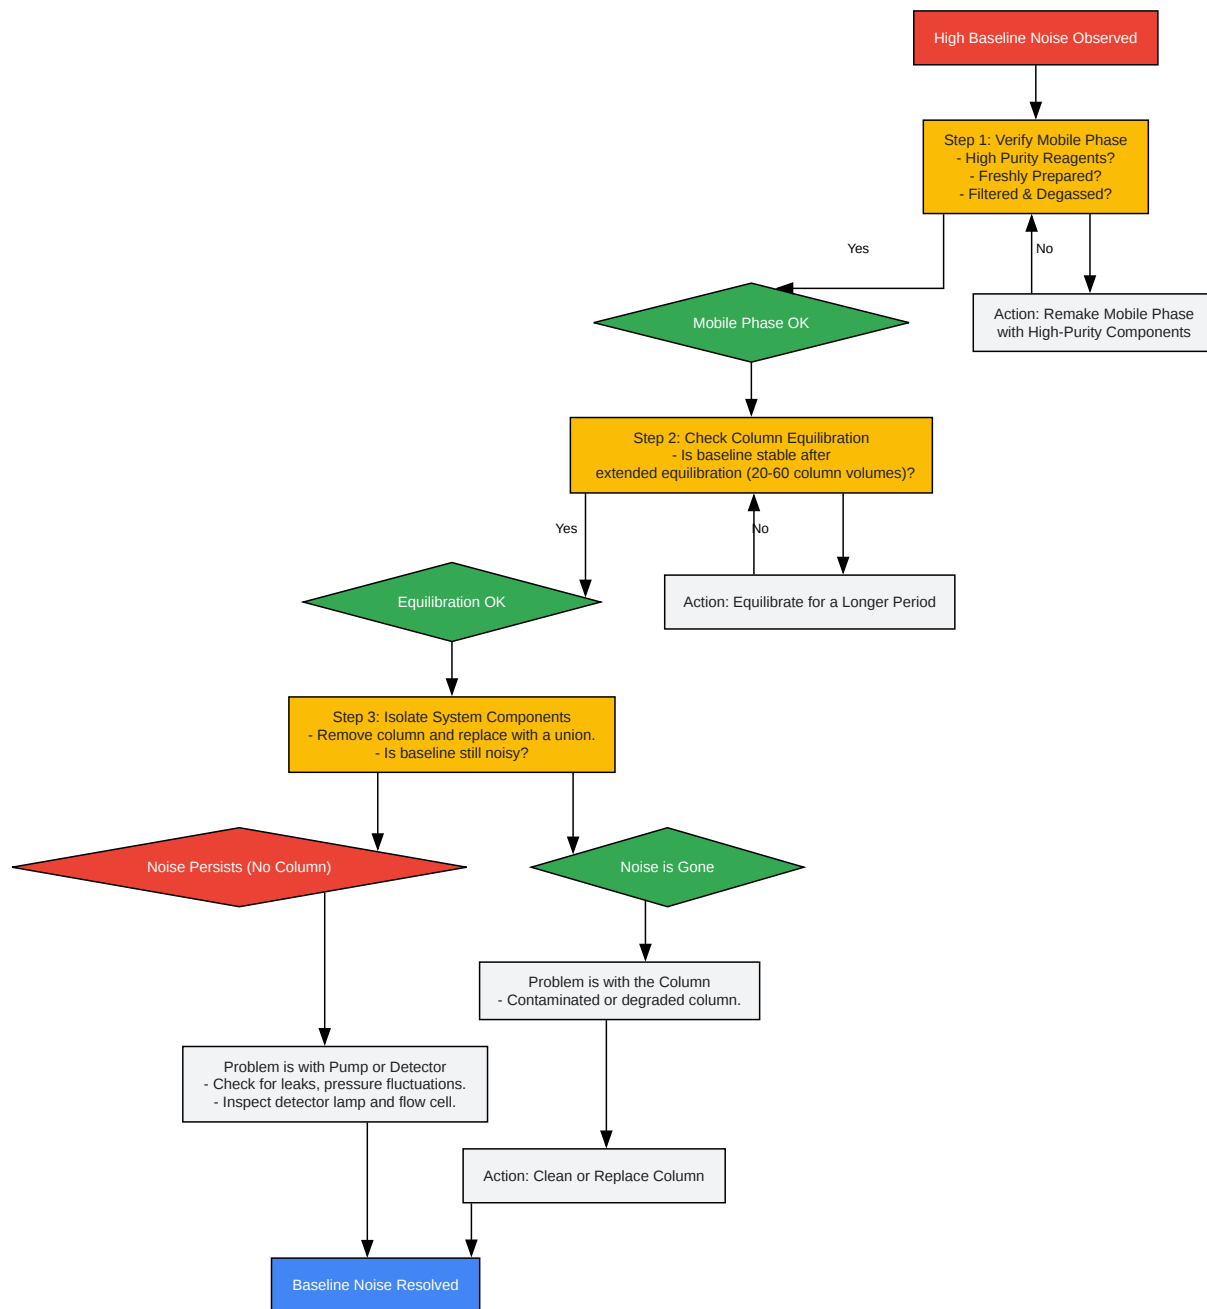 High Baseline Noise Observed
Step 1: Verify Mobile Phase
- High Purity Reagents?
- Freshly Prepared?
- Filtered & Degassed?
Yes
No
Mobile Phase OK
Action: Remake Mobile Phase
with High-Purity Components
Step 2: Check Column Equilibration
- Is baseline stable after
extended equilibration (20-60 column volumes)?
Yes
No
Equilibration OK
Action: Equilibrate for a Longer Period
Step 3: Isolate System Components
- Remove column and replace with a union.
- Is baseline still noisy?
Noise Persists (No Column)
Noise is Gone
Problem is with the Column
- Contaminated or degraded column.
Problem is with Pump or Detector
- Check for leaks, pressure fluctuations.
- Inspect detector lamp and flow cell.
Action: Clean or Replace Column
Baseline Noise Resolved